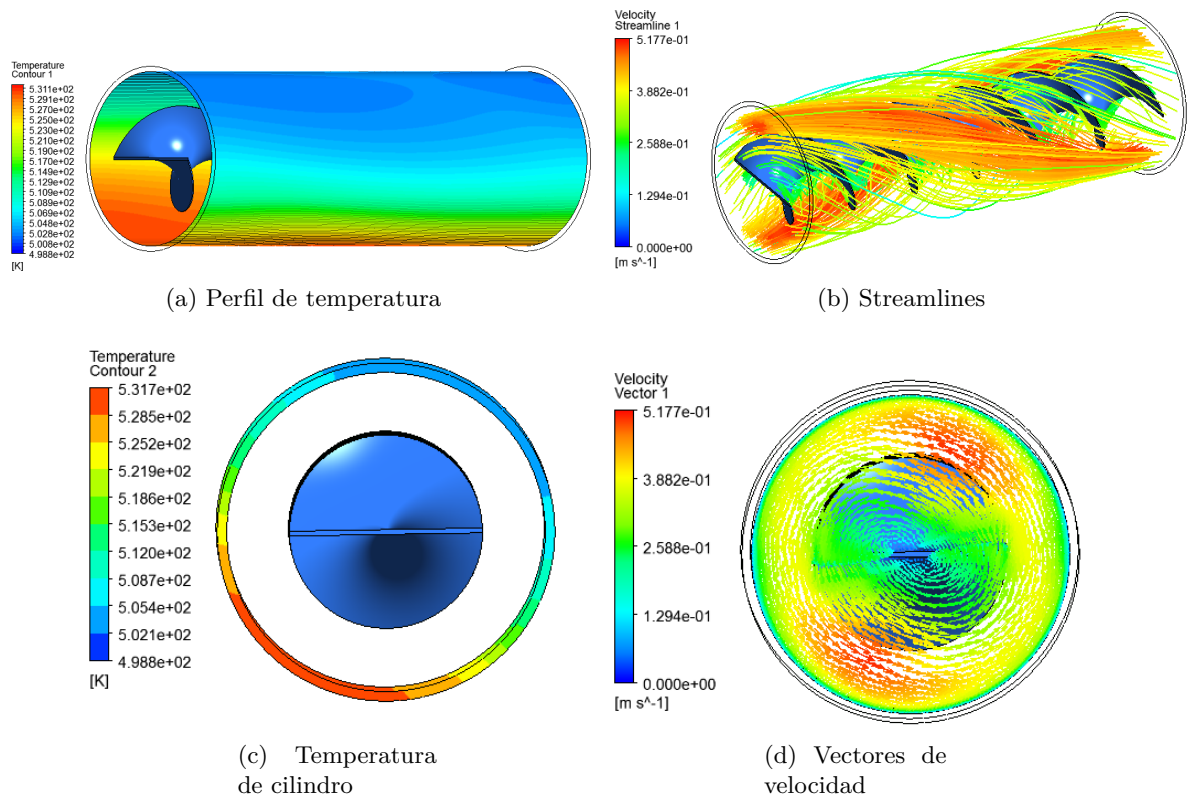 Temperature
Contour 1
5.311e+02
5.291e+02
5.270e+02
5.250e+02
5.230e+02
5.210e+02
5.190e+02
5.170e+02
5.149e+02
5.129e+02
5.109e+02
5.089e+02
5.069e+02
5.048e+02
5.028e+02
5.008e+02
4.988e+02
[K]
(a) Perfil de temperatura
Velocity
Streamline 1
5.177e-01
3.882e-01
2.588e-01
1.294e-01
0.000e+00
[m s^-1]
(b) Streamlines
Temperature
Contour 2
5.317e+02
5.285e+02
5.252e+02
5.219e+02
5.186e+02
5.153e+02
5.120e+02
5.087e+02
5.054e+02
5.021e+02
4.988e+02
[K]
(c) Temperatura
de cilindro
Velocity
Vector 1
5.177e-01
3.882e-01
2.588e-01
1.294e-01
0.000e+00
[m s^-1]
(d) Vectores de
velocidad